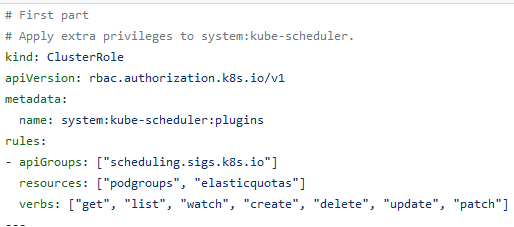 # First part
# Apply extra privileges to system:kube-scheduler.
kind: ClusterRole
apiVersion: rbac.authorization.k8s.io/v1
metadata:
  name: system:kube-scheduler:plugins
rules:
- apiGroups: ["scheduling.sigs.k8s.io"]
  resources: ["podgroups", "elasticquotas"]
  verbs: ["get", "list", "watch", "create", "delete", "update", "patch"]
---